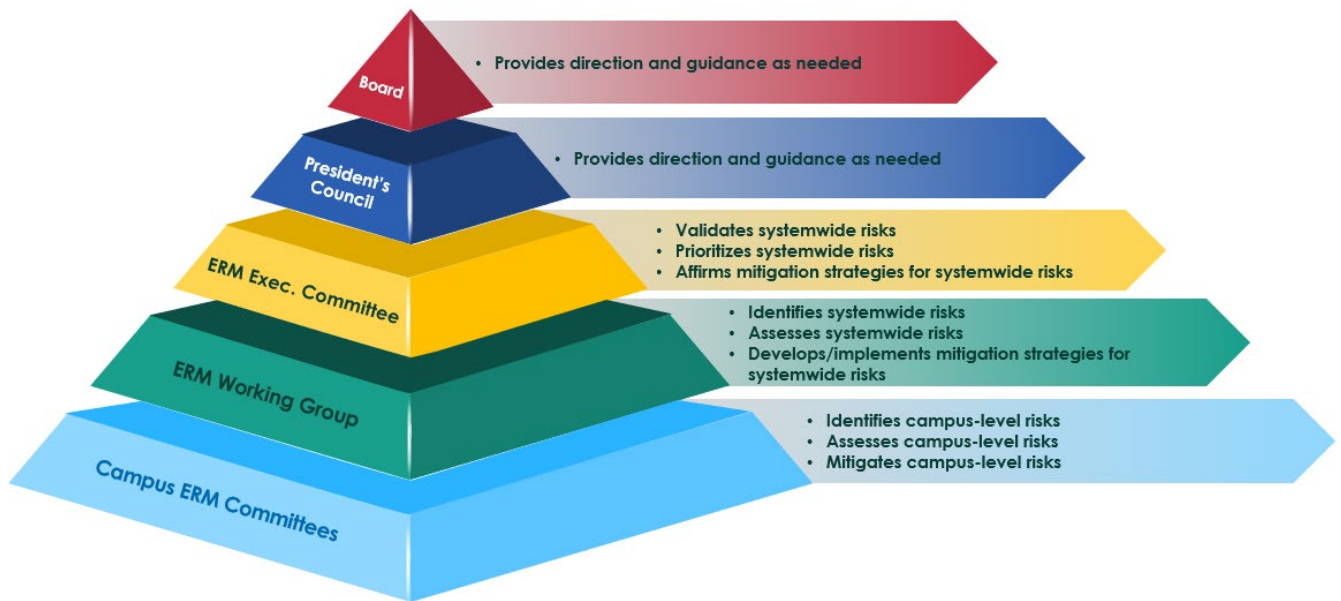 Board
• Provides direction and guidance as needed
President's
Council
• Provides direction and guidance as needed
ERM Exec. Committee
• Validates systemwide risks
• Prioritizes systemwide risks
• Affirms mitigation strategies for systemwide risks
ERM Working Group
• Identifies systemwide risks
• Assesses systemwide risks
• Develops/implements mitigation strategies for
systemwide risks
Campus ERM Committees
• Identifies campus-level risks
• Assesses campus-level risks
• Mitigates campus-level risks